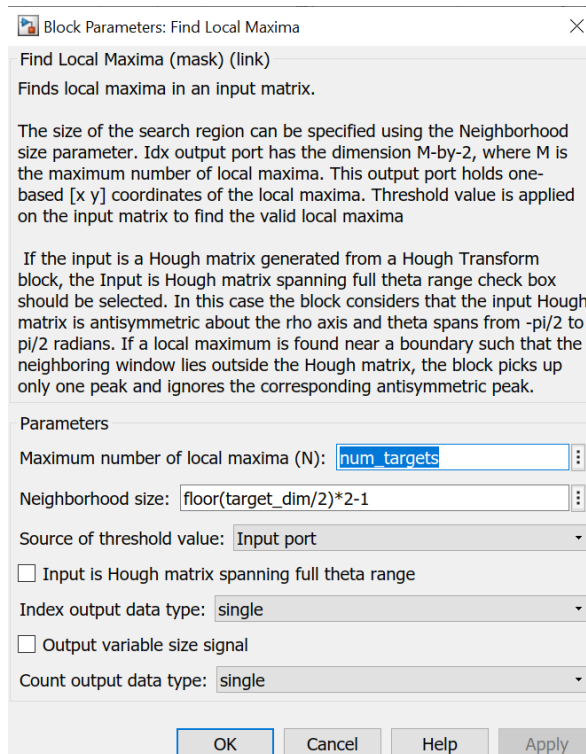 Block Parameters: Find Local Maxima
Find Local Maxima (mask) (link)
Finds local maxima in an input matrix.
The size of the search region can be specified using the Neighborhood
size parameter. Idx output port has the dimension M-by-2, where M is
the maximum number of local maxima. This output port holds one-
based [x y] coordinates of the local maxima. Threshold value is applied
on the input matrix to find the valid local maxima
If the input is a Hough matrix generated from a Hough Transform
block, the Input is Hough matrix spanning full theta range check box
should be selected. In this case the block considers that the input Hough
matrix is antisymmetric about the rho axis and theta spans from -pi/2 to
pi/2 radians. If a local maximum is found near a boundary such that the
neighboring window lies outside the Hough matrix, the block picks up
only one peak and ignores the corresponding antisymmetric peak.
Parameters
Maximum number of local maxima (N): num_targets
Neighborhood size: floor(target_dim/2)*2-1
Source of threshold value: Input port
Input is Hough matrix spanning full theta range
Index output data type: single
Output variable size signal
Count output data type: single
OK Cancel Help Apply